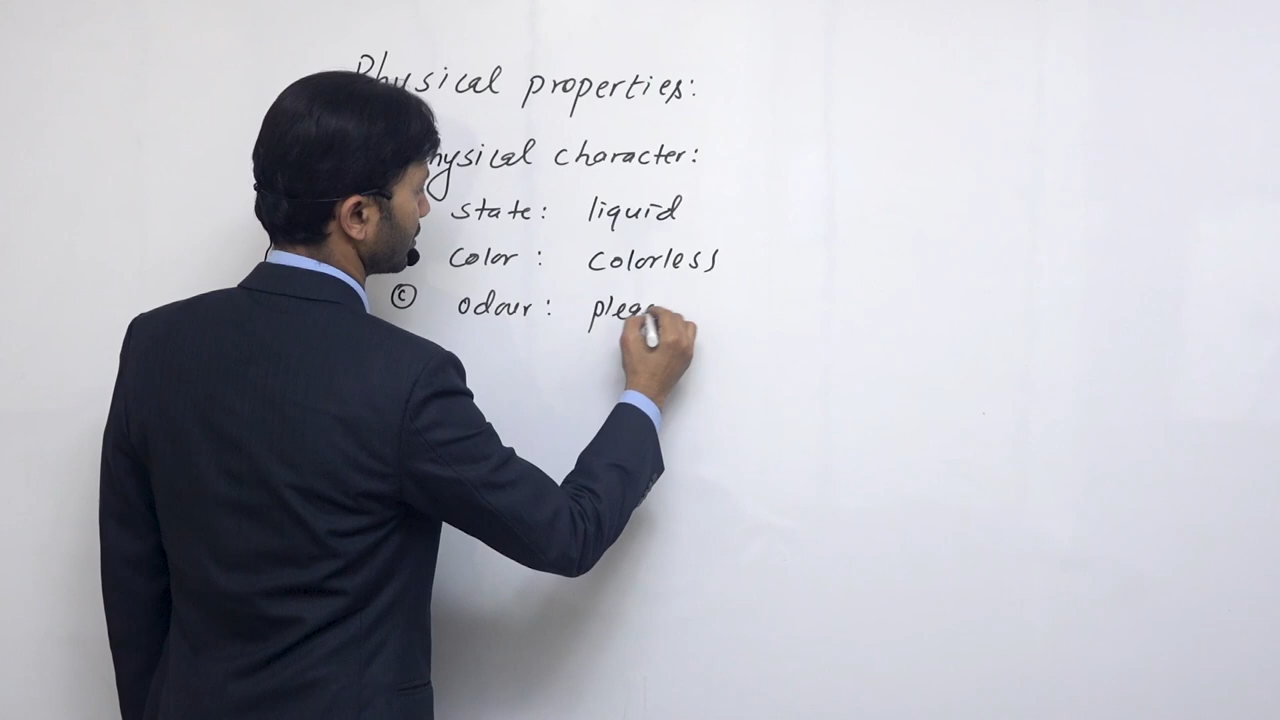 Physical properties:
hysical character:
state: liquid
color: colorless
© odour: plea